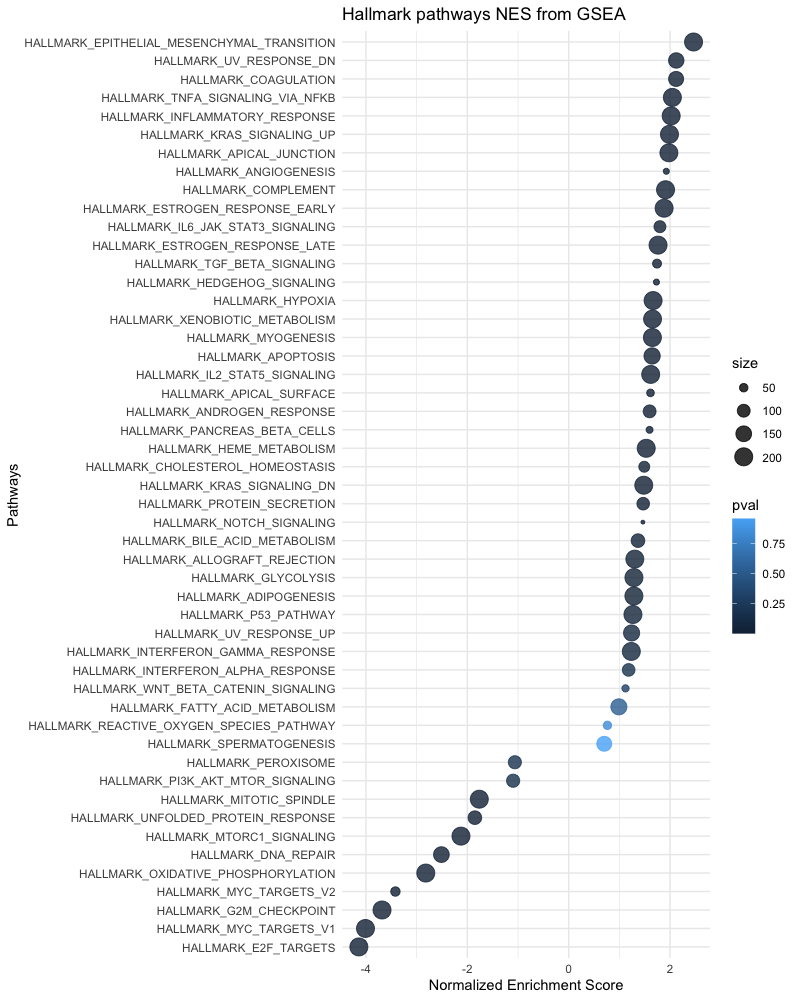 Hallmark pathways NES from GSEA
Pathways
HALLMARK_EPITHELIAL_MESENCHYMAL_TRANSITION
HALLMARK_UV_RESPONSE_DN
HALLMARK_COAGULATION
HALLMARK_TNFA_SIGNALING_VIA_NFKB
HALLMARK_INFLAMMATORY_RESPONSE
HALLMARK_KRAS_SIGNALING_UP
HALLMARK_APICAL_JUNCTION
HALLMARK_ANGIOGENESIS
HALLMARK_COMPLEMENT
HALLMARK_ESTROGEN_RESPONSE_EARLY
HALLMARK_IL6_JAK_STAT3_SIGNALING
HALLMARK_ESTROGEN_RESPONSE_LATE
HALLMARK_TGF_BETA_SIGNALING
HALLMARK_HEDGEHOG_SIGNALING
HALLMARK_HYPOXIA
HALLMARK_XENOBIOTIC_METABOLISM
HALLMARK_MYOGENESIS
HALLMARK_APOPTOSIS
HALLMARK_IL2_STAT5_SIGNALING
HALLMARK_APICAL_SURFACE
HALLMARK_ANDROGEN_RESPONSE
HALLMARK_PANCREAS_BETA_CELLS
HALLMARK_HEME_METABOLISM
HALLMARK_CHOLESTEROL_HOMEOSTASIS
HALLMARK_KRAS_SIGNALING_DN
HALLMARK_PROTEIN_SECRETION
HALLMARK_NOTCH_SIGNALING
HALLMARK_BILE_ACID_METABOLISM
HALLMARK_ALLOGRAFT_REJECTION
HALLMARK_GLYCOLYSIS
HALLMARK_ADIPOGENESIS
HALLMARK_P53_PATHWAY
HALLMARK_UV_RESPONSE_UP
HALLMARK_INTERFERON_GAMMA_RESPONSE
HALLMARK_INTERFERON_ALPHA_RESPONSE
HALLMARK_WNT_BETA_CATENIN_SIGNALING
HALLMARK_FATTY_ACID_METABOLISM
HALLMARK_REACTIVE_OXYGEN_SPECIES_PATHWAY
HALLMARK_SPERMATOGENESIS
HALLMARK_PEROXISOME
HALLMARK_PI3K_AKT_MTOR_SIGNALING
HALLMARK_MITOTIC_SPINDLE
HALLMARK_UNFOLDED_PROTEIN_RESPONSE
HALLMARK_MTORC1_SIGNALING
HALLMARK_DNA_REPAIR
HALLMARK_OXIDATIVE_PHOSPHORYLATION
HALLMARK_MYC_TARGETS_V2
HALLMARK_G2M_CHECKPOINT
HALLMARK_MYC_TARGETS_V1
HALLMARK_E2F_TARGETS
-4 -2 0 2
Normalized Enrichment Score
size
50
100
150
200
pval
0.75
0.50
0.25